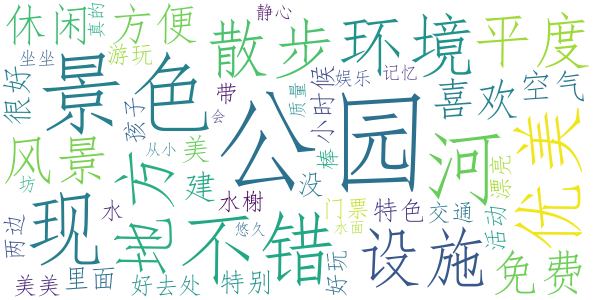 休闲
真的
方便
静心
散步
环境
平度
坐坐
游玩
很好
景色
孩子
带
会
质量
小时候
娱乐
记忆
喜欢
空气
公园
风景
从小
美
棒
河
漂亮
优美
坊
现
地方
建
水榭
没
门票
特色
交通
活动
两边
水
不错
悠久
水面
设施
免费
美美
里面
好去处
特别
好玩